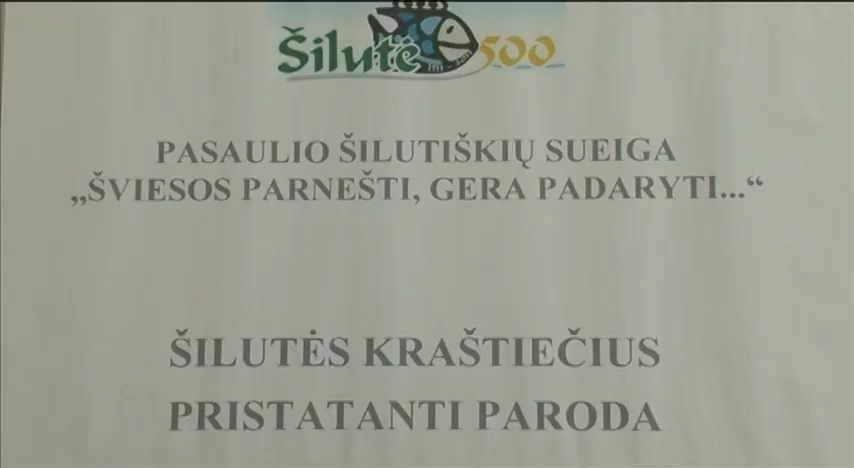 Šilutė 500
PASAULIO ŠILUTIŠKIŲ SUEIGA
„ŠVIESOS PARNEŠTI, GERA PADARYTI...“
ŠILUTĖS KRAŠTIEČIUS
PRISTATANTI PARODA